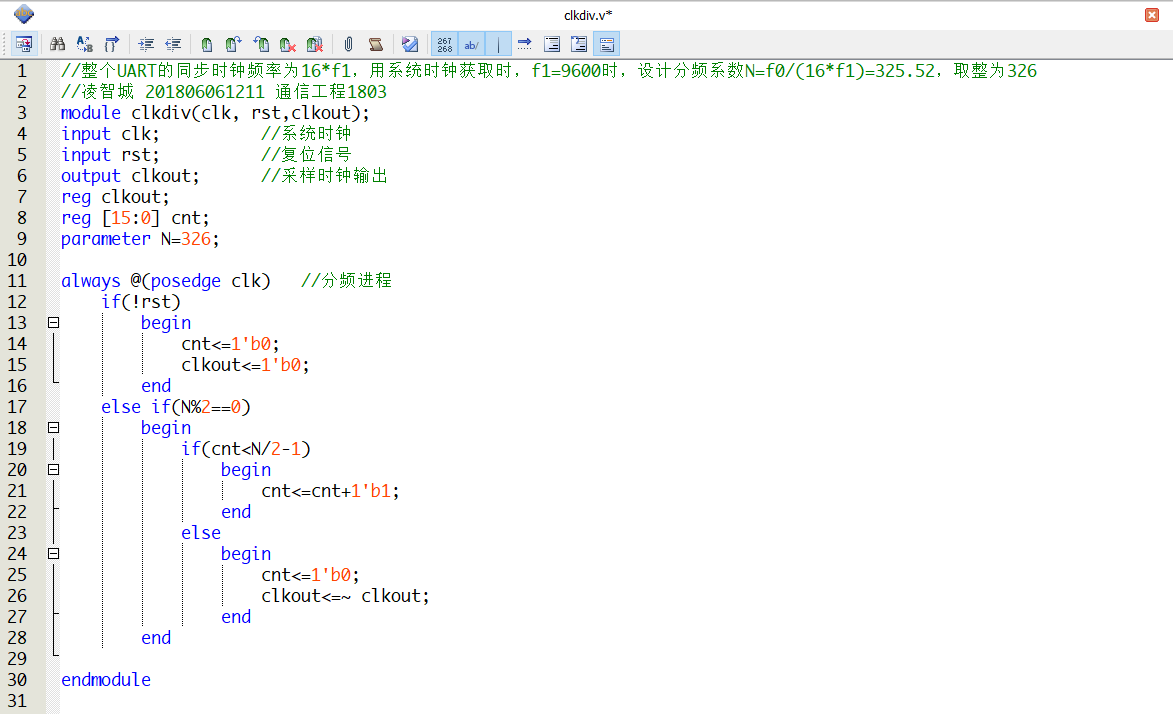 clkdiv.v*
267
268
ab/
1 //整个UART的同步时钟频率为16*f1，用系统时钟获取时，f1=9600时，设计分频系数N=f0/(16*f1)=325.52，取整为326
2 //凌智城 201806061211 通信工程1803
3 module clkdiv(clk, rst,clkout);
4 input clk;          //系统时钟
5 input rst;          //复位信号
6 output clkout;      //采样时钟输出
7 reg clkout;
8 reg [15:0] cnt;
9 parameter N=326;
10
11 always @(posedge clk)   //分频进程
12     if(!rst)
13         begin
14             cnt<=1'b0;
15             clkout<=1'b0;
16         end
17     else if(N%2==0)
18         begin
19             if(cnt<N/2-1)
20                 begin
21                     cnt<=cnt+1'b1;
22                 end
23             else
24                 begin
25                     cnt<=1'b0;
26                     clkout<=~ clkout;
27                 end
28         end
29
30 endmodule
31